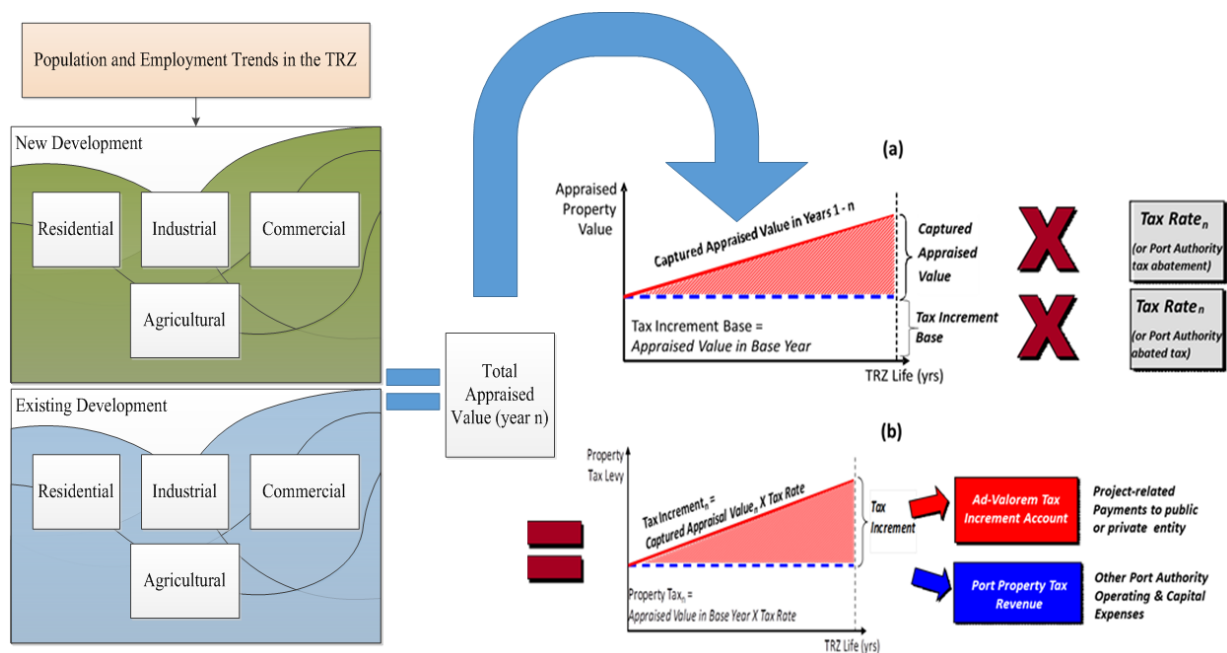 Population and Employment Trends in the TRZ
New Development
Residential
Industrial
Commercial
Agricultural
Existing Development
Residential
Industrial
Commercial
Agricultural
Total
Appraised
Value (year n)
(a)
Appraised
Property
Value
Captured Appraised Value in Years 1 - n
Captured
Appraised
Value
Tax Increment Base =
Appraised Value in Base Year
Tax Increment
Base
TRZ Life (yrs)
X
Tax Rateₙ
(or Port Authority
tax abatement)
X
Tax Rateₙ
(or Port Authority
abated tax)
(b)
Property
Tax Levy
Tax Incrementₙ =
Captured Appraisal Valueₙ X Tax Rate
Tax
Increment
Property Taxₙ =
Appraised Value in Base Year X Tax Rate
TRZ Life (yrs)
Ad-Valorem Tax
Increment Account
Project-related
Payments to public
or private entity
Port Property Tax
Revenue
Other Port Authority
Operating & Capital
Expenses